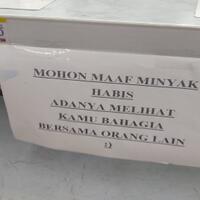 MOHON MAAF MINYAK
HABIS
ADANYA MELIHAT
KAMU BAHAGIA
BERSAMA ORANG LAIN
:)